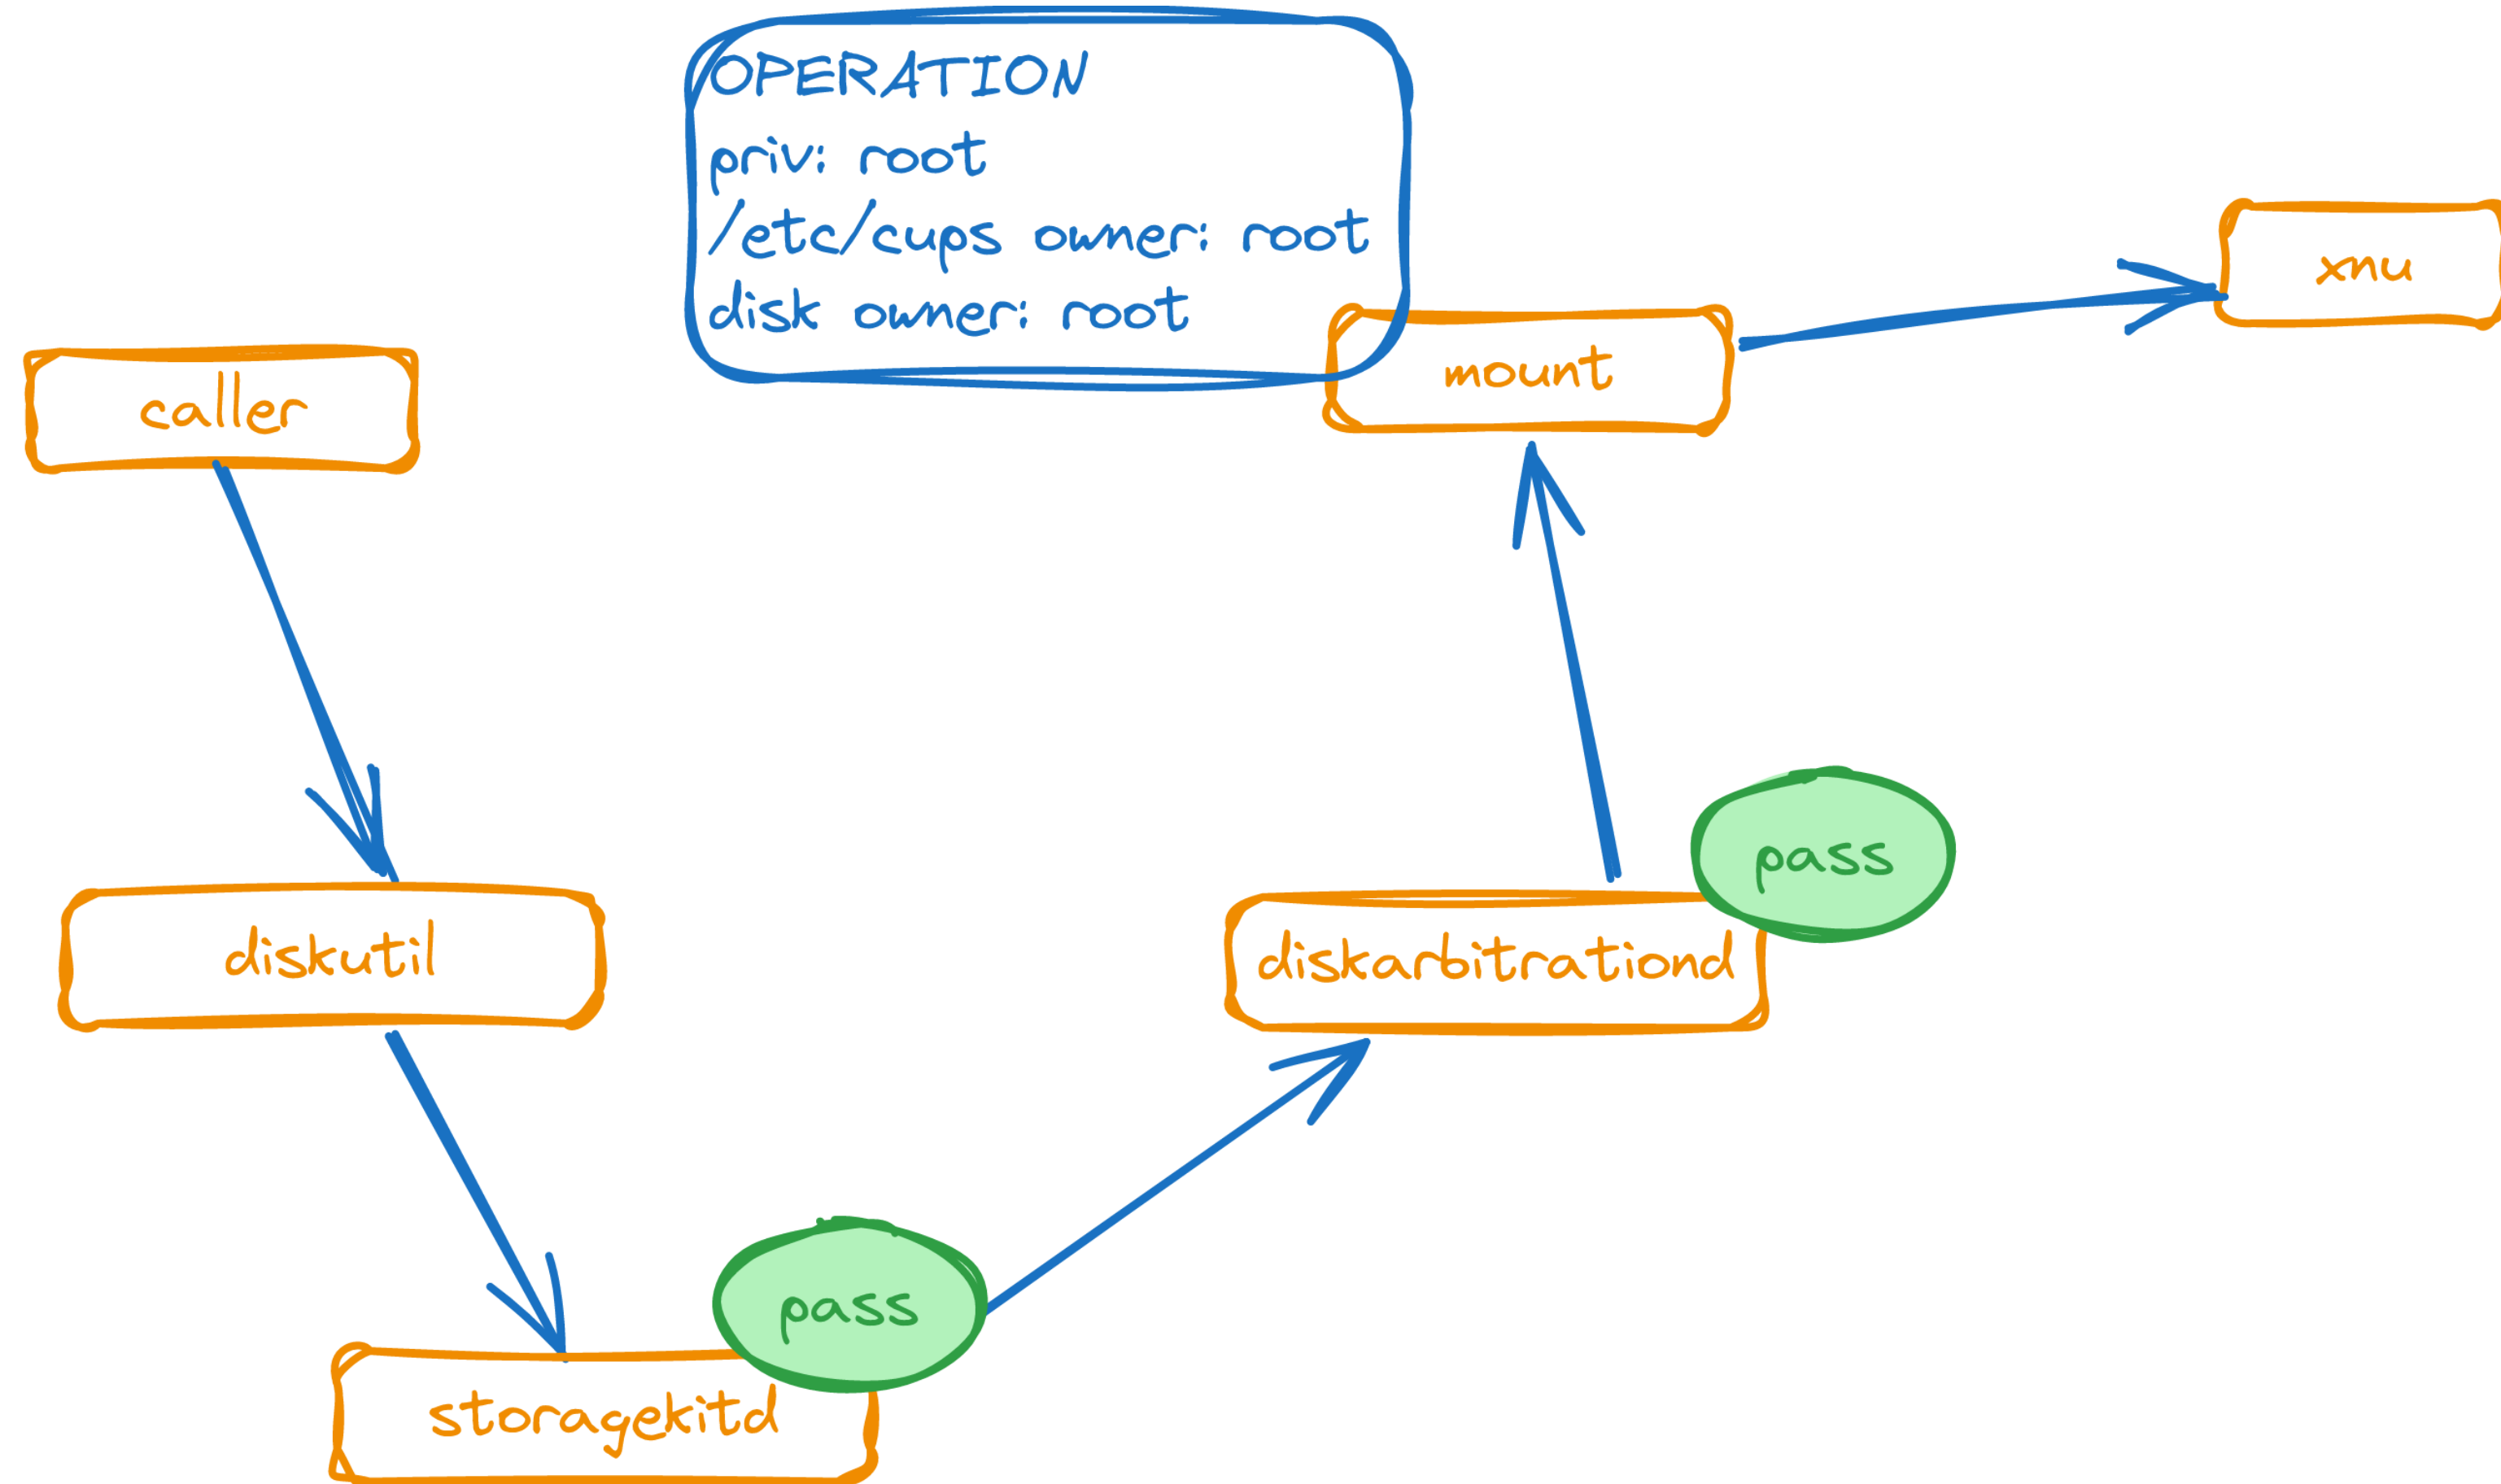 OPERATION
priv: root
/etc/cups owner: root
disk owner: root
xnu
mount
caller
pass
diskutil
diskarbitrationd
pass
storagekitd